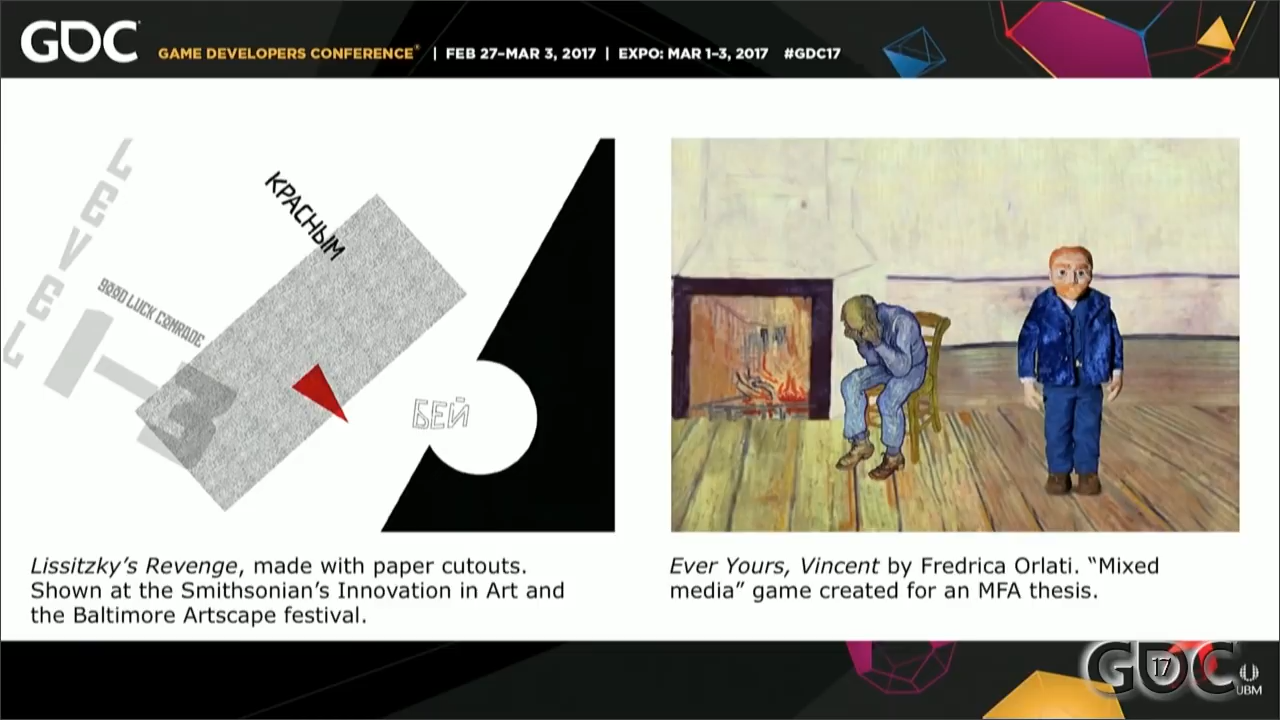 GDC GAME DEVELOPERS CONFERENCE® | FEB 27–MAR 3, 2017 | EXPO: MAR 1–3, 2017 #GDC17
LEVEL
КРАСНЫМ
GOOD LUCK COMRADE
1-3
БЕЙ
Lissitzky's Revenge, made with paper cutouts.
Shown at the Smithsonian's Innovation in Art and
the Baltimore Artscape festival.
Ever Yours, Vincent by Fredrica Orlati. “Mixed
media” game created for an MFA thesis.
GDC 17
UBM